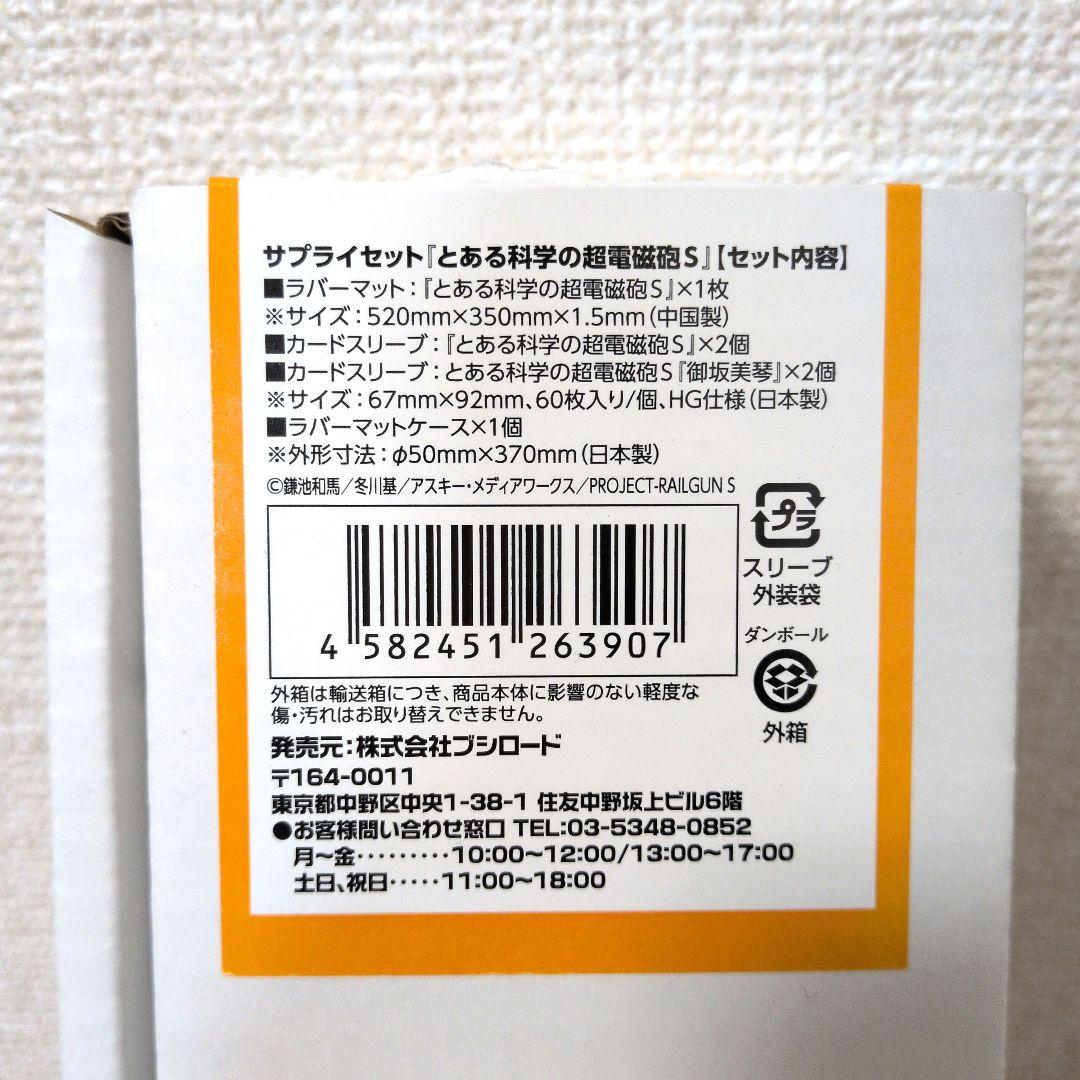 サプライセット『とある科学の超電磁砲S』【セット内容】
■ラバーマット：『とある科学の超電磁砲S』×1枚
※サイズ：520mm×350mm×1.5mm（中国製）
■カードスリーブ：『とある科学の超電磁砲S』×2個
■カードスリーブ：とある科学の超電磁砲S『御坂美琴』×2個
※サイズ：67mm×92mm、60枚入り/個、HG仕様（日本製）
■ラバーマットケース×1個
※外形寸法：φ50mm×370mm（日本製）
©鎌池和馬／冬川基／アスキー・メディアワークス／PROJECT-RAILGUN S
4 582451 263907
プラ
スリーブ
外装袋
ダンボール
外箱
外箱は輸送箱につき、商品本体に影響のない軽度な
傷・汚れはお取り替えできません。
発売元：株式会社ブシロード
〒164-0011
東京都中野区中央1-38-1 住友中野坂上ビル6階
●お客様問い合わせ窓口 TEL:03-5348-0852
月〜金………10:00〜12:00/13:00〜17:00
土日、祝日‥‥‥11:00〜18:00